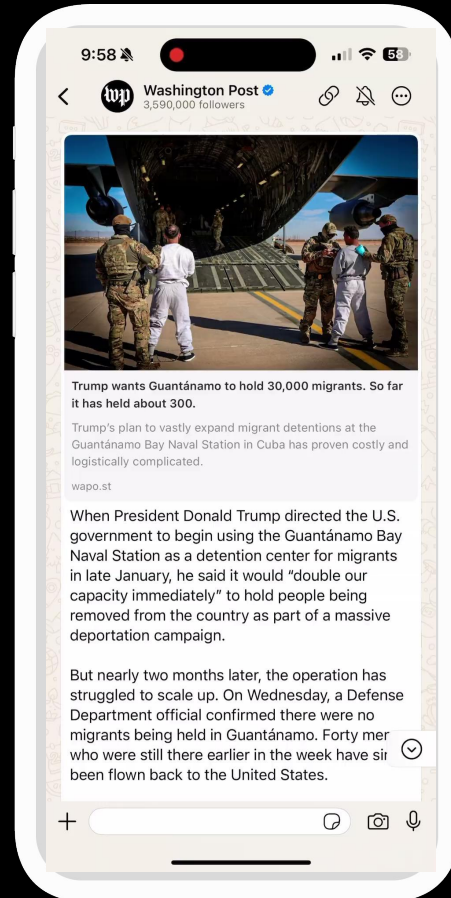 9:58
58
wp
Washington Post
3,590,000 followers
Trump wants Guantánamo to hold 30,000 migrants. So far
it has held about 300.
Trump's plan to vastly expand migrant detentions at the
Guantánamo Bay Naval Station in Cuba has proven costly and
logistically complicated.
wapo.st
When President Donald Trump directed the U.S.
government to begin using the Guantánamo Bay
Naval Station as a detention center for migrants
in late January, he said it would “double our
capacity immediately” to hold people being
removed from the country as part of a massive
deportation campaign.
But nearly two months later, the operation has
struggled to scale up. On Wednesday, a Defense
Department official confirmed there were no
migrants being held in Guantánamo. Forty
who were still there earlier in the week have
been flown back to the United States.